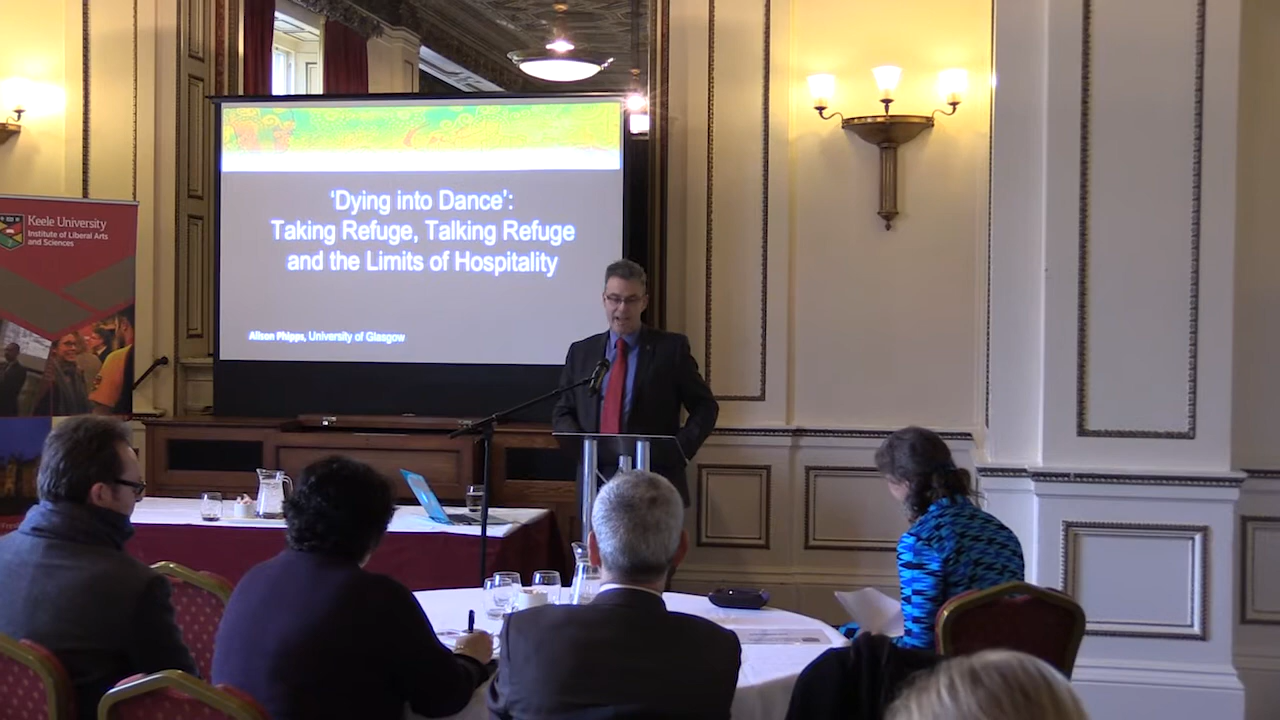 Keele University
Institute of Liberal Arts
and Sciences
'Dying into Dance':
Taking Refuge, Talking Refuge
and the Limits of Hospitality
Alison Phipps, University of Glasgow